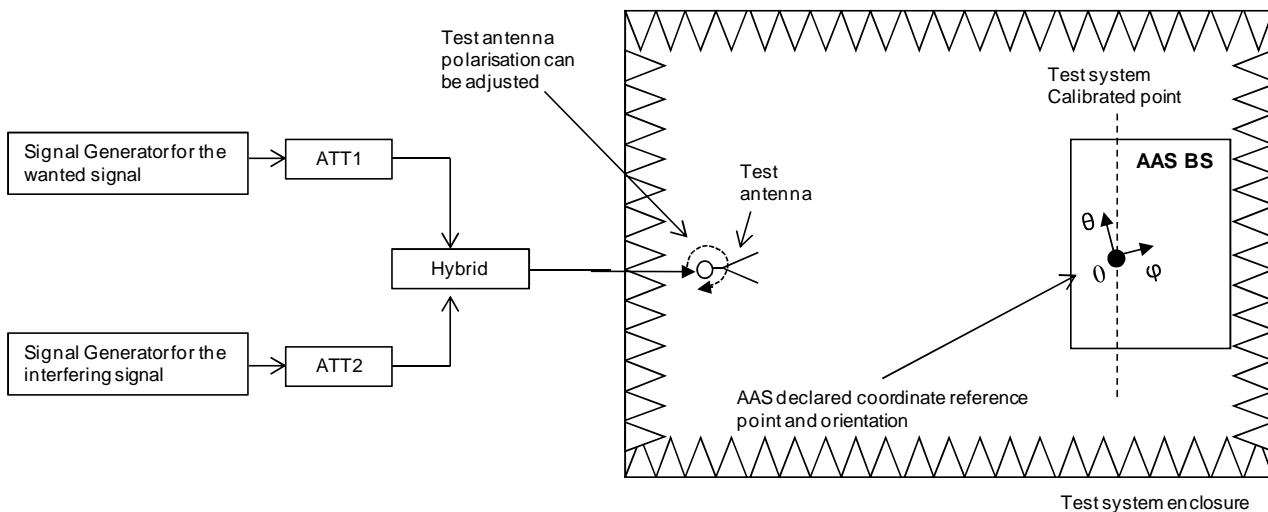 Test antenna
polarisation can
be adjusted
Test system
Calibrated point
Signal Generator for the
wanted signal
ATT1
AAS BS
Test
antenna
θ
Hybrid
0
φ
Signal Generator for the
interfering signal
ATT2
AAS declared coordinate reference
point and orientation
Test system enclosure